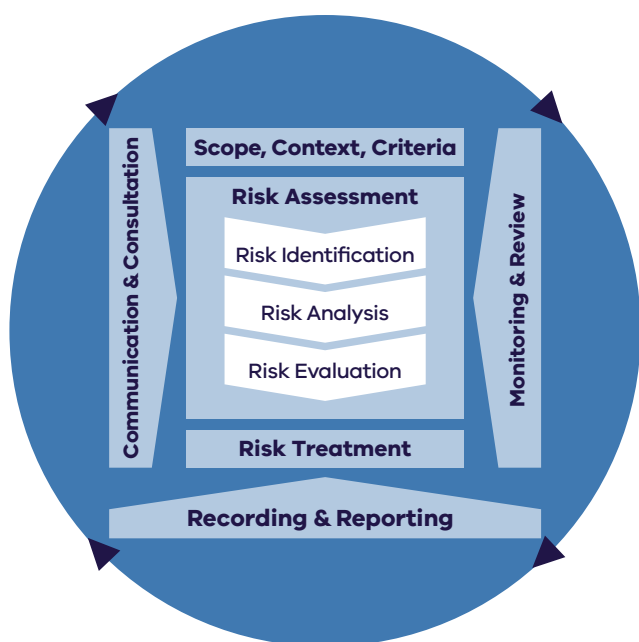 Scope, Context, Criteria
Communication & Consultation
Risk Assessment
Risk Identification
Risk Analysis
Risk Evaluation
Monitoring & Review
Risk Treatment
Recording & Reporting